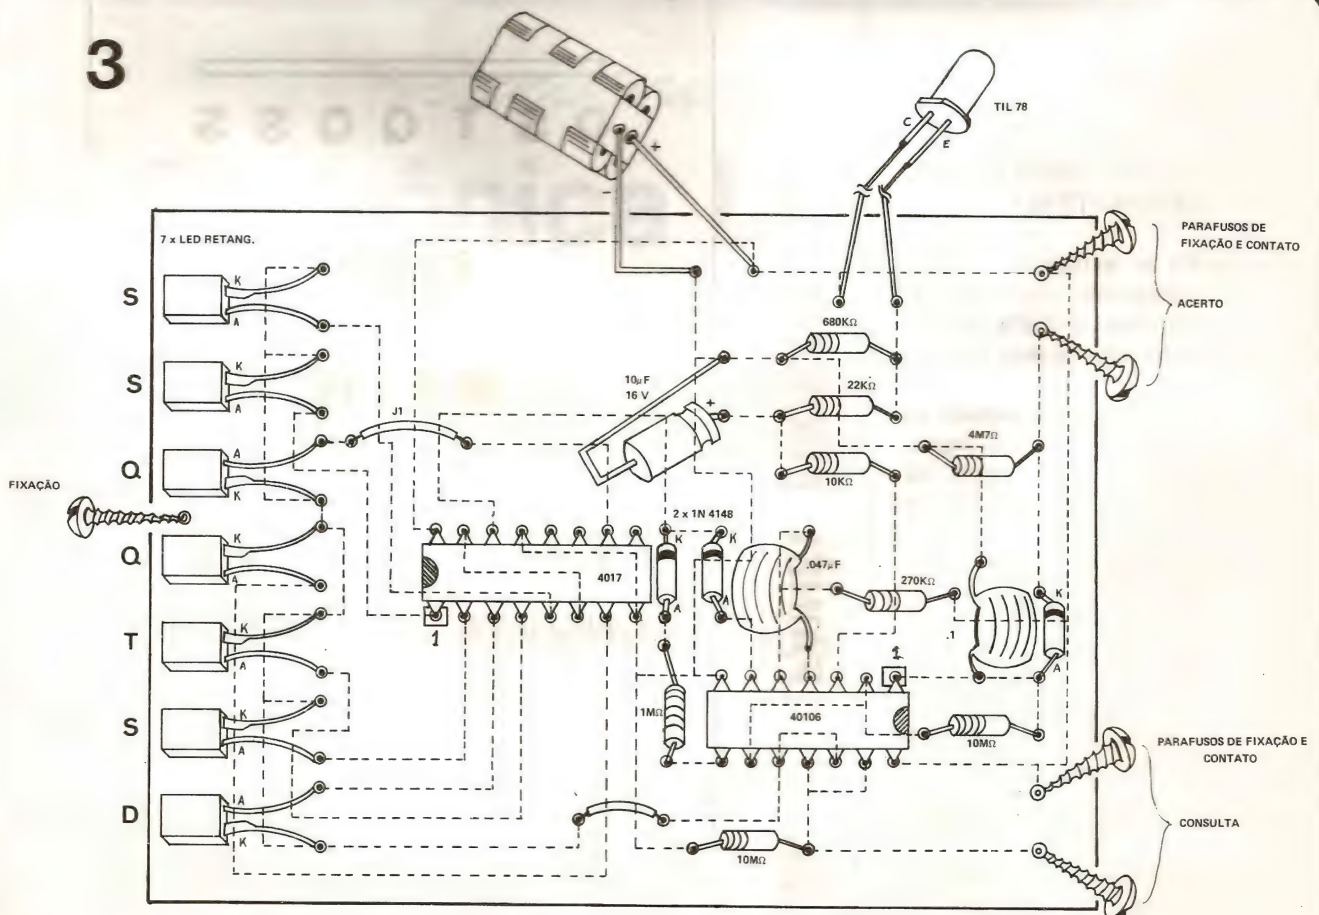 3
TIL 78
C
E
+
-
7 x LED RETANG.
PARAFUSOS DE
FIXAÇÃO E CONTATO
ACERTO
S
K
A
680KΩ
S
K
A
10µF
16 V
+
22KΩ
J1
4M7Ω
Q
A
K
10KΩ
FIXAÇÃO
2 x 1N 4148
Q
K
A
4017
K
A
K
A
.047µF
270KΩ
K
A
.1
1
T
K
A
1
S
K
A
1MΩ
40106
10MΩ
PARAFUSOS DE FIXAÇÃO E
CONTATO
D
A
K
CONSULTA
10MΩ